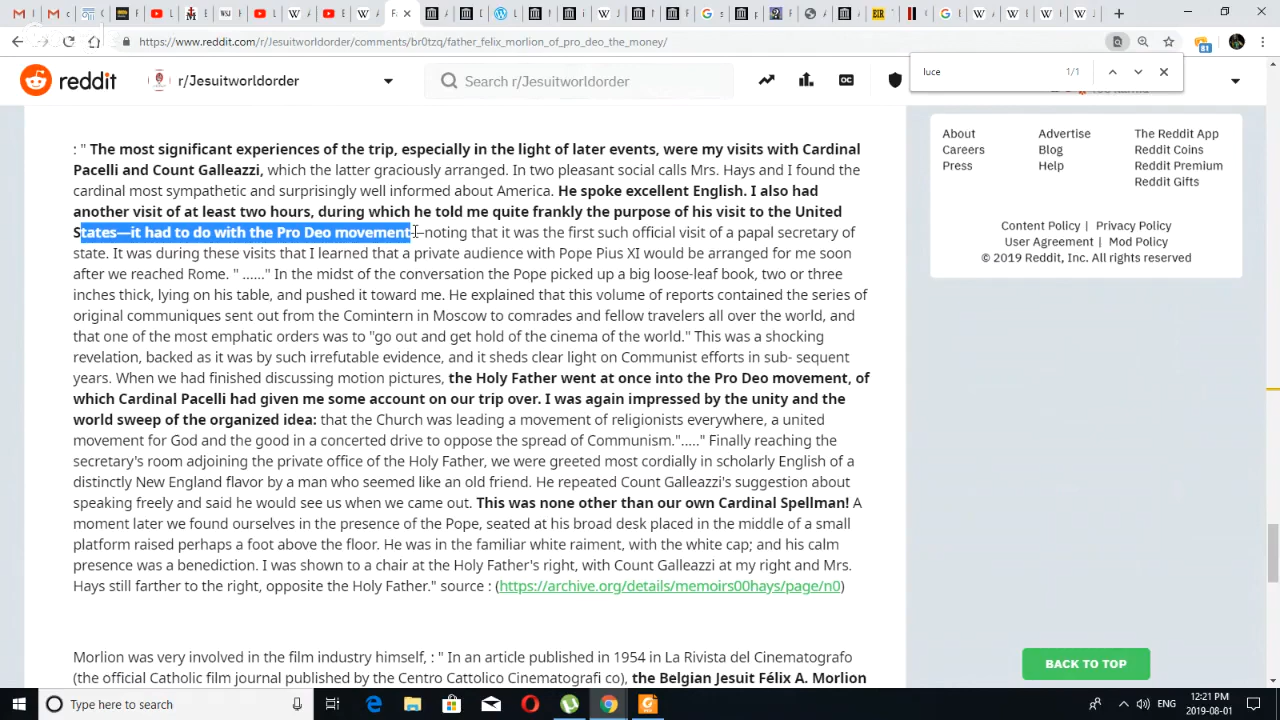 https://www.reddit.com/r/Jesuitworldorder/comments/br0tzq/father_felix_morlion_of_pro_deo_the_money/
81
luce
1/1
reddit
r/Jesuitworldorder
Search r/Jesuitworldorder
: " The most significant experiences of the trip, especially in the light of later events, were my visits with Cardinal
Pacelli and Count Galleazzi, which the latter graciously arranged. In two pleasant social calls Mrs. Hays and I found the
cardinal most sympathetic and surprisingly well informed about America. He spoke excellent English. I also had
another visit of at least two hours, during which he told me quite frankly the purpose of his visit to the United
States—it had to do with the Pro Deo movement—noting that it was the first such official visit of a papal secretary of
state. It was during these visits that I learned that a private audience with Pope Pius XI would be arranged for me soon
after we reached Rome. " ......" In the midst of the conversation the Pope picked up a big loose-leaf book, two or three
inches thick, lying on his table, and pushed it toward me. He explained that this volume of reports contained the series of
original communiques sent out from the Comintern in Moscow to comrades and fellow travelers all over the world, and
that one of the most emphatic orders was to "go out and get hold of the cinema of the world." This was a shocking
revelation, backed as it was by such irrefutable evidence, and it sheds clear light on Communist efforts in sub- sequent
years. When we had finished discussing motion pictures, the Holy Father went at once into the Pro Deo movement, of
which Cardinal Pacelli had given me some account on our trip over. I was again impressed by the unity and the
world sweep of the organized idea: that the Church was leading a movement of religionists everywhere, a united
movement for God and the good in a concerted drive to oppose the spread of Communism."....." Finally reaching the
secretary's room adjoining the private office of the Holy Father, we were greeted most cordially in scholarly English of a
distinctly New England flavor by a man who seemed like an old friend. He repeated Count Galleazzi's suggestion about
speaking freely and said he would see us when we came out. This was none other than our own Cardinal Spellman! A
moment later we found ourselves in the presence of the Pope, seated at his broad desk placed in the middle of a small
platform raised perhaps a foot above the floor. He was in the familiar white raiment, with the white cap; and his calm
presence was a benediction. I was shown to a chair at the Holy Father's right, with Count Galleazzi at my right and Mrs.
Hays still farther to the right, opposite the Holy Father." source : (https://archive.org/details/memoirs00hays/page/n0)
Morlion was very involved in the film industry himself, : " In an article published in 1954 in La Rivista del Cinematografo
(the official Catholic film journal published by the Centro Cattolico Cinematografi co), the Belgian Jesuit Félix A. Morlion
About
Advertise
The Reddit App
Careers
Blog
Reddit Coins
Press
Help
Reddit Premium
Reddit Gifts
Content Policy | Privacy Policy
User Agreement | Mod Policy
© 2019 Reddit, Inc. All rights reserved
BACK TO TOP
Type here to search
ENG
12:21 PM
2019-08-01